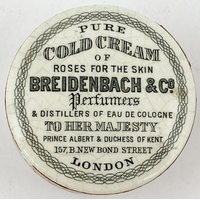 PURE
COLD CREAM
OF
ROSES FOR THE SKIN
BREIDENBACH & Co.
Perfumers
& DISTILLERS OF EAU DE COLOGNE
TO HER MAJESTY
PRINCE ALBERT & DUCHESS OF KENT
157, B. NEW BOND STREET
LONDON